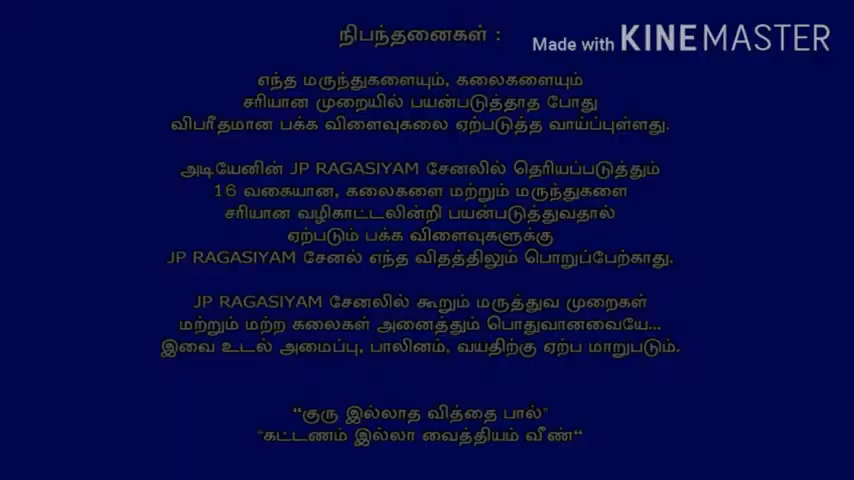 நிபந்தனைகள் :
Made with KINEMASTER
எந்த மருந்துகளையும், கலைகளையும்
சரியான முறையில் பயன்படுத்தாத போது
விபரீதமான பக்க விளைவுகலை ஏற்படுத்த வாய்ப்புள்ளது.
அடியேனின் JP RAGASIYAM சேனலில் தெரியப்படுத்தும்
16 வகையான, கலைகளை மற்றும் மருந்துகளை
சரியான வழிகாட்டலின்றி பயன்படுத்துவதால்
ஏற்படும் பக்க விளைவுகளுக்கு
JP RAGASIYAM சேனல் எந்த விதத்திலும் பொறுப்பேற்காது.
JP RAGASIYAM சேனலில் கூறும் மருத்துவ முறைகள்
மற்றும் மற்ற கலைகள் அனைத்தும் பொதுவானவையே...
இவை உடல் அமைப்பு, பாலினம், வயதிற்கு ஏற்ப மாறுபடும்.
“குரு இல்லாத வித்தை பால்"
"கட்டணம் இல்லா வைத்தியம் வீண்“